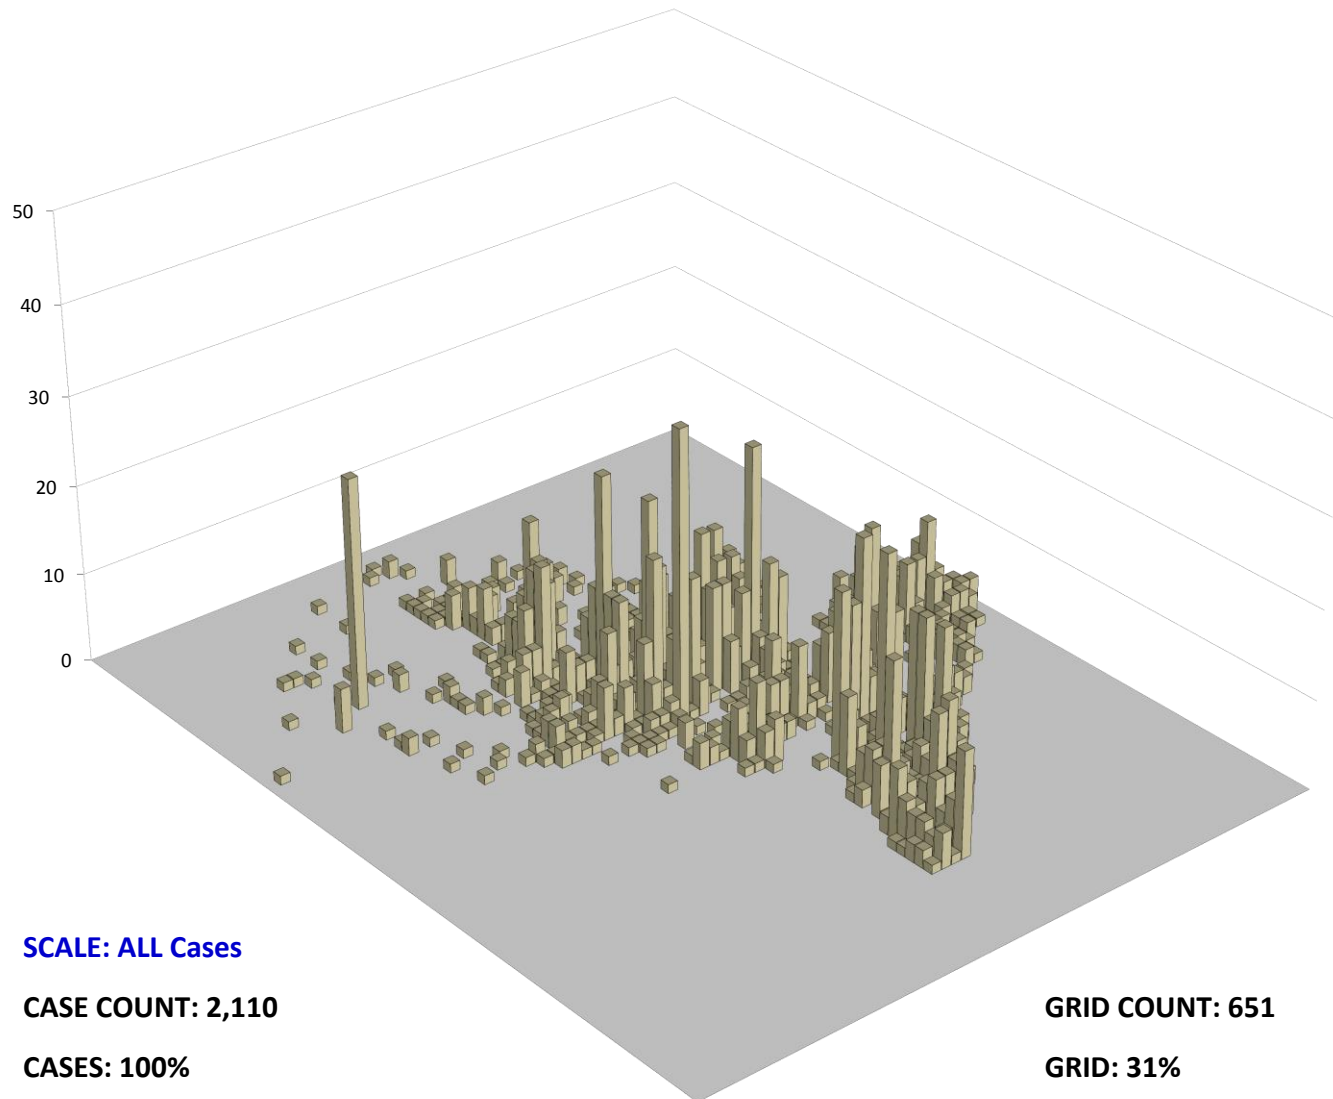 50
40
30
20
10
0
SCALE: ALL Cases
CASE COUNT: 2,110
GRID COUNT: 651
CASES: 100%
GRID: 31%